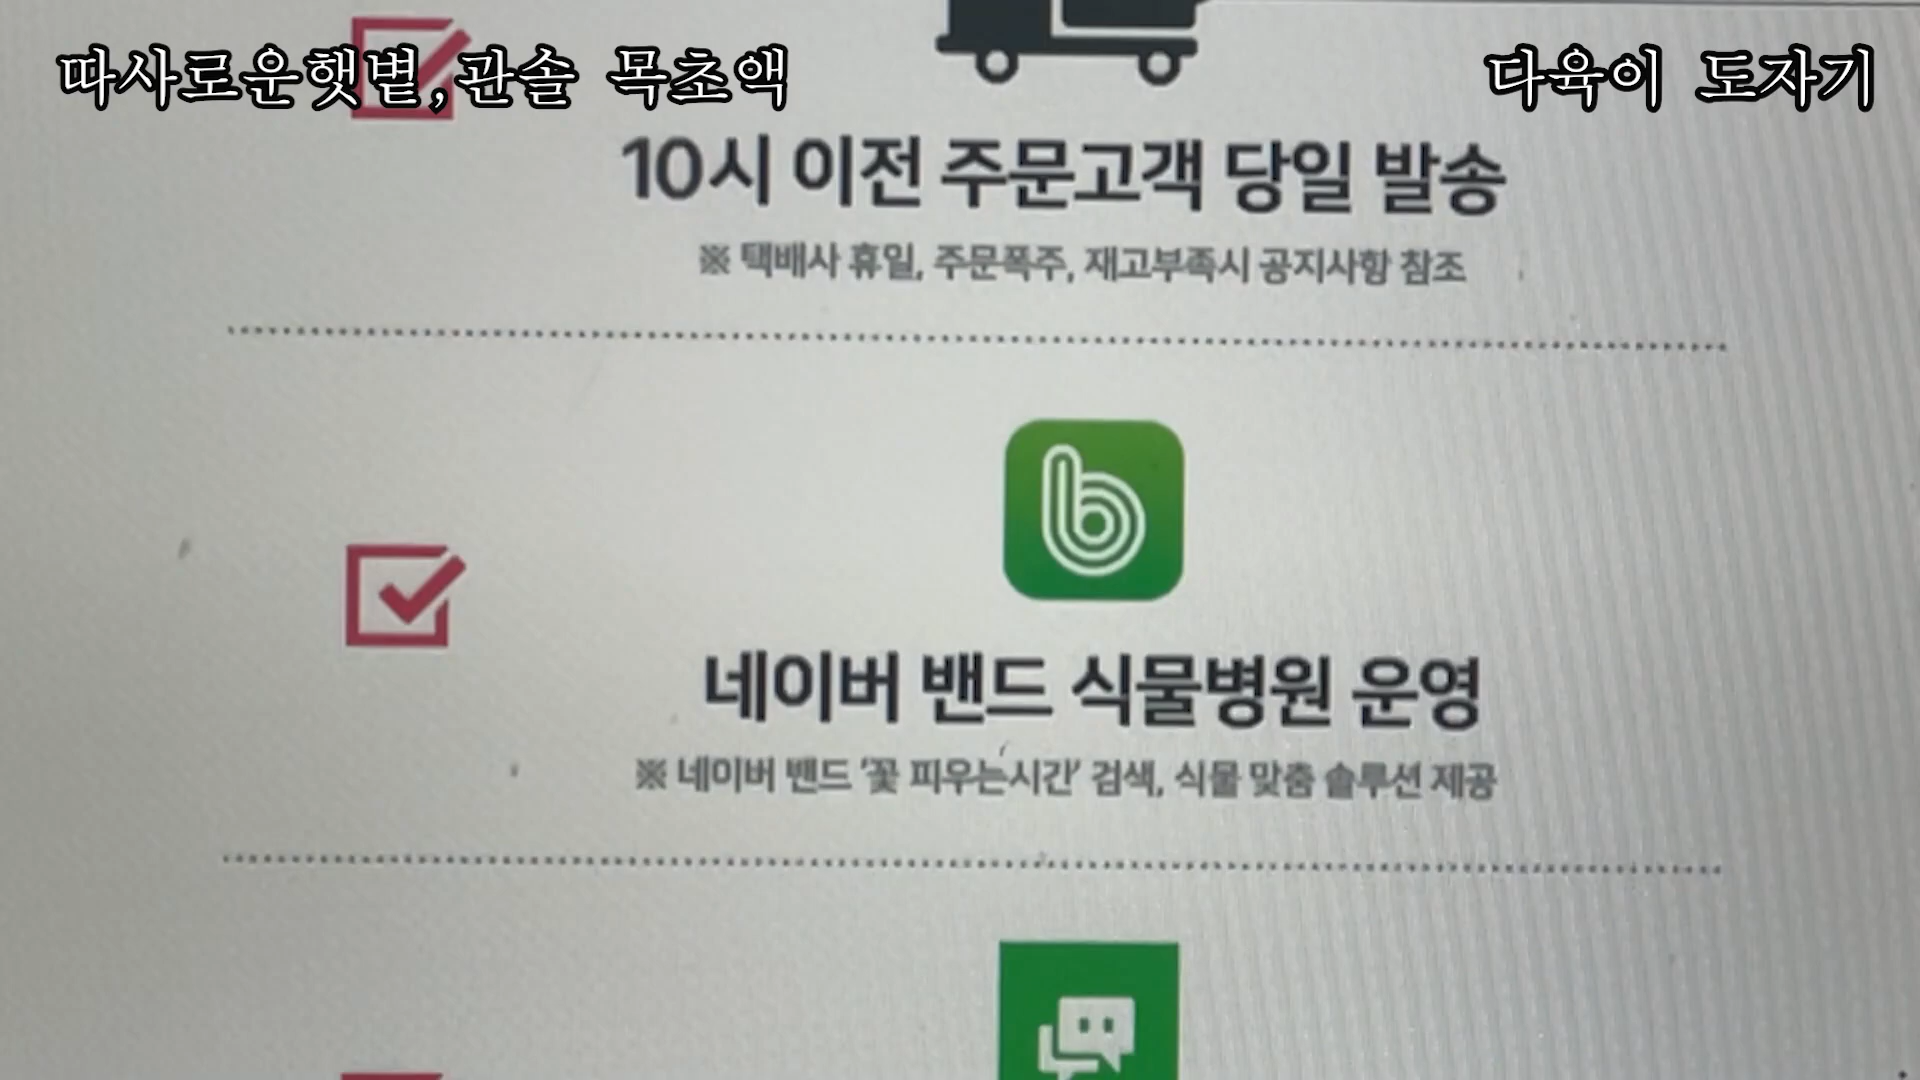 따사로운햇볕,관솔 목초액
다육이 도자기
10시 이전 주문고객 당일 발송
※ 택배사 휴일, 주문폭주, 재고부족시 공지사항 참조
네이버 밴드 식물병원 운영
※ 네이버 밴드 '꽃 피우는시간' 검색, 식물 맞춤 솔루션 제공